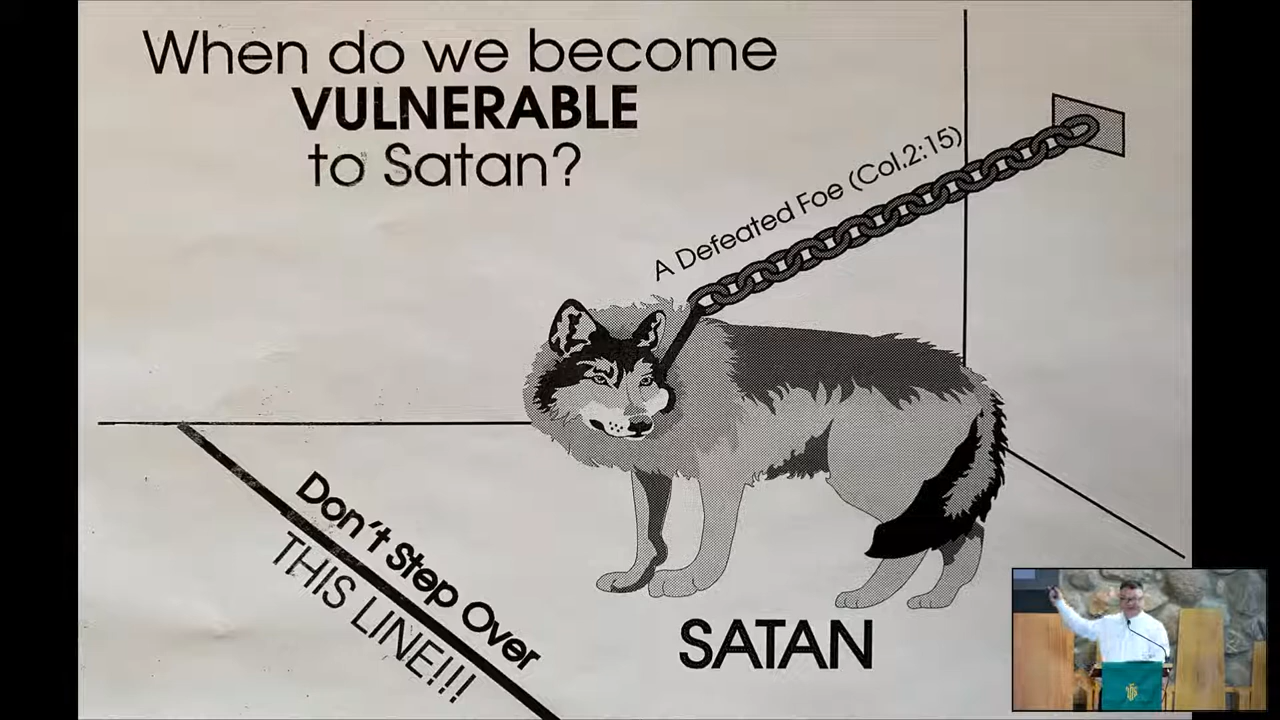 When do we become
VULNERABLE
to Satan?
A Defeated Foe (Col.2:15)
Don't Step Over
THIS LINE!!!
SATAN